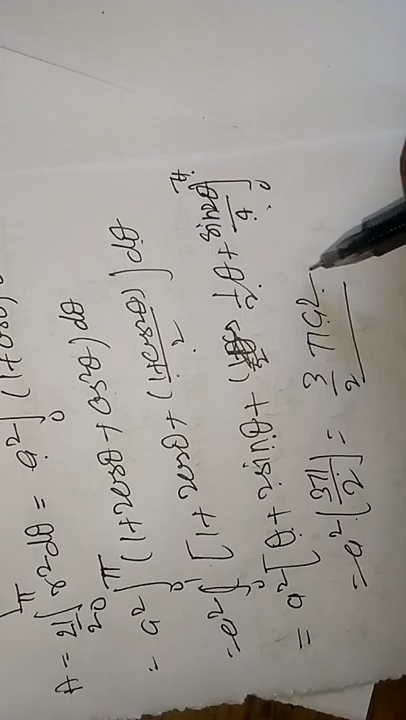 A = 2/2 ∫₀^π r² dθ = a² ∫₀ (1+cosθ)
= a² ∫₀^π (1 + 2cosθ + cos²θ) dθ
= a² ∫₀ [1 + 2cosθ + (1+cos2θ)/2] dθ
= a² [θ + 2sinθ + 1/2 θ + sin2θ/4]₀^π
= a² (3π/2) = 3/2 πa²